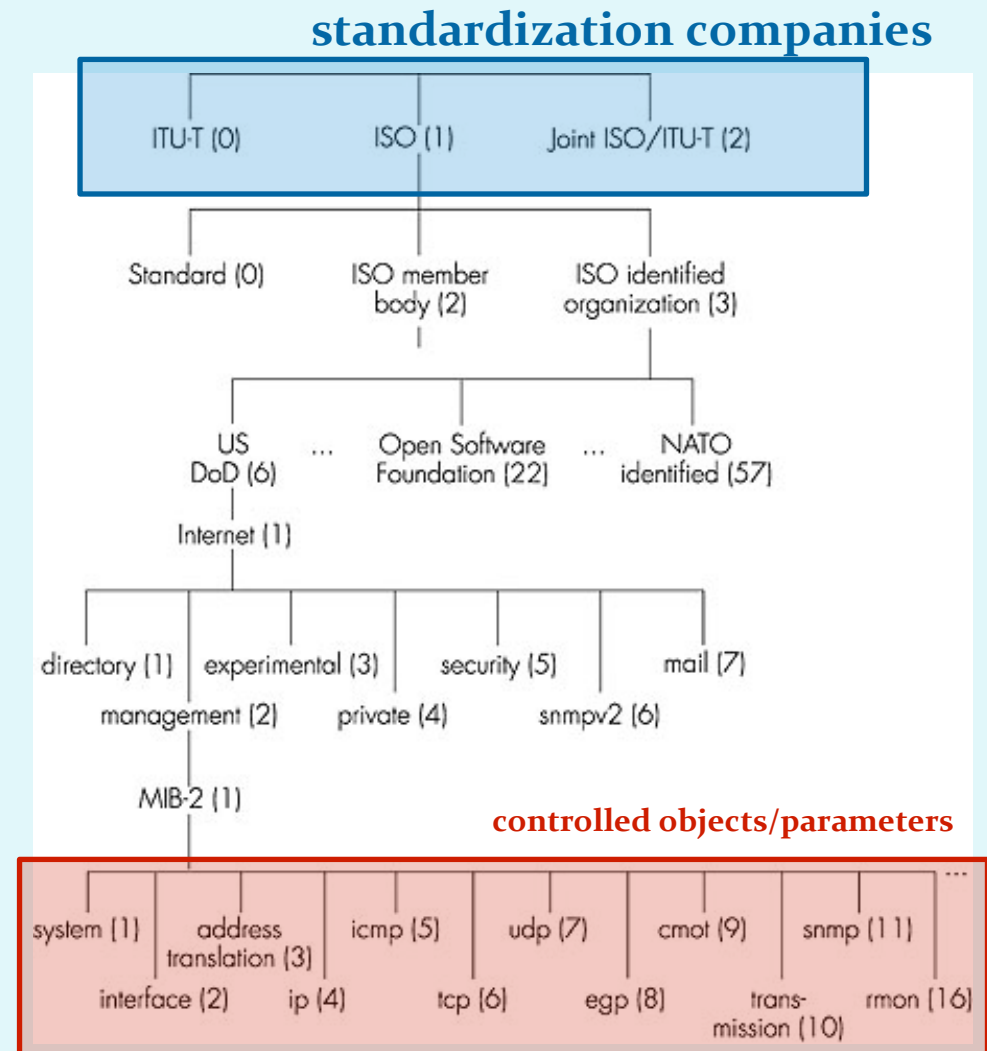 standardization companies
ITU-T (0) ISO (1) Joint ISO/ITU-T (2)
Standard (0) ISO member ISO identified
body (2) organization (3)
US ... Open Software ... NATO
DoD (6) Foundation (22) identified (57)
Internet (1)
directory (1) experimental (3) security (5) mail (7)
management (2) private (4) snmpv2 (6)
MIB-2 (1)
controlled objects/parameters
...
system (1) address icmp (5) udp (7) cmot (9) snmp (11)
translation (3)
interface (2) ip (4) tcp (6) egp (8) trans- rmon (16)
mission (10)